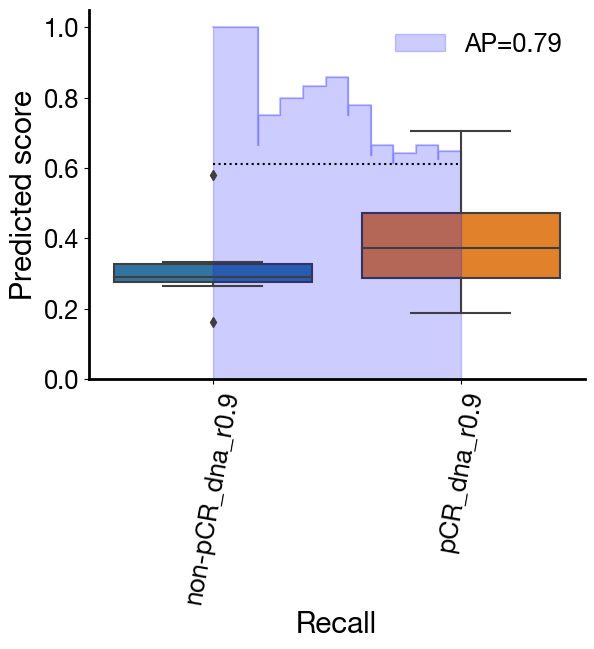 AP=0.79
Predicted score
1.0
0.8
0.6
0.4
0.2
0.0
non-pCR_dna_r0.9
pCR_dna_r0.9
Recall